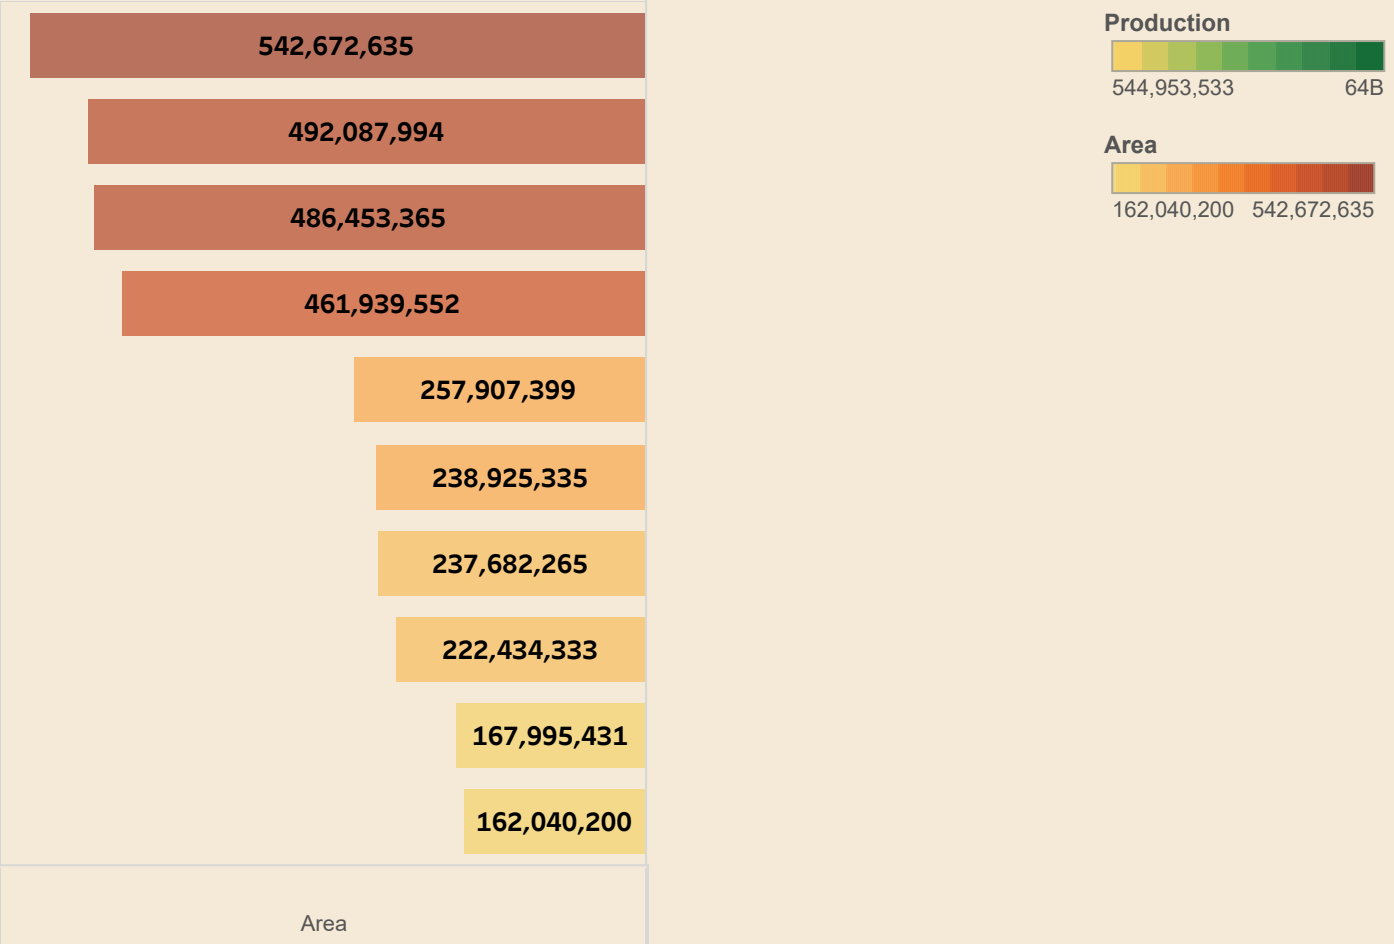 542,672,635
492,087,994
486,453,365
461,939,552
257,907,399
238,925,335
237,682,265
222,434,333
167,995,431
162,040,200
Area
Production
544,953,533 64B
Area
162,040,200 542,672,635